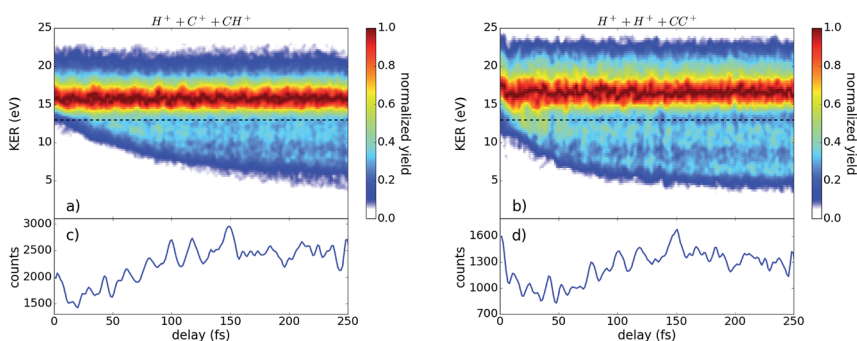 H⁺ + C⁺ + CH⁺
25
20
15
10
5
KER (eV)
a)
1.0
0.8
0.6
0.4
0.2
0.0
normalized yield
c)
3000
2500
2000
1500
counts
0 50 100 150 200 250
delay (fs)
H⁺ + H⁺ + CC⁺
25
20
15
10
5
KER (eV)
b)
1.0
0.8
0.6
0.4
0.2
0.0
normalized yield
d)
1600
1300
1000
700
counts
0 50 100 150 200 250
delay (fs)